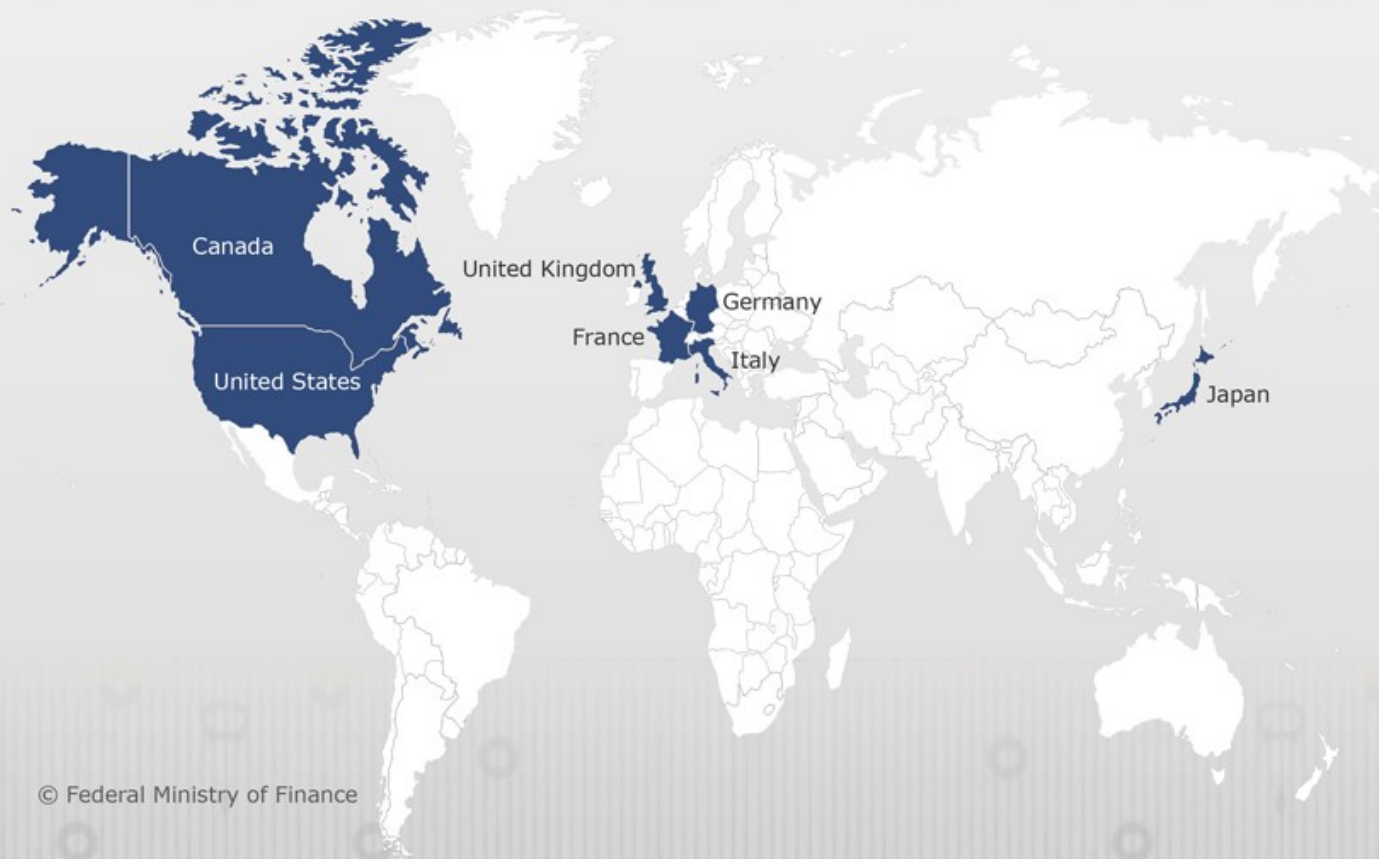 Canada
United Kingdom
Germany
France
Italy
United States
Japan
© Federal Ministry of Finance